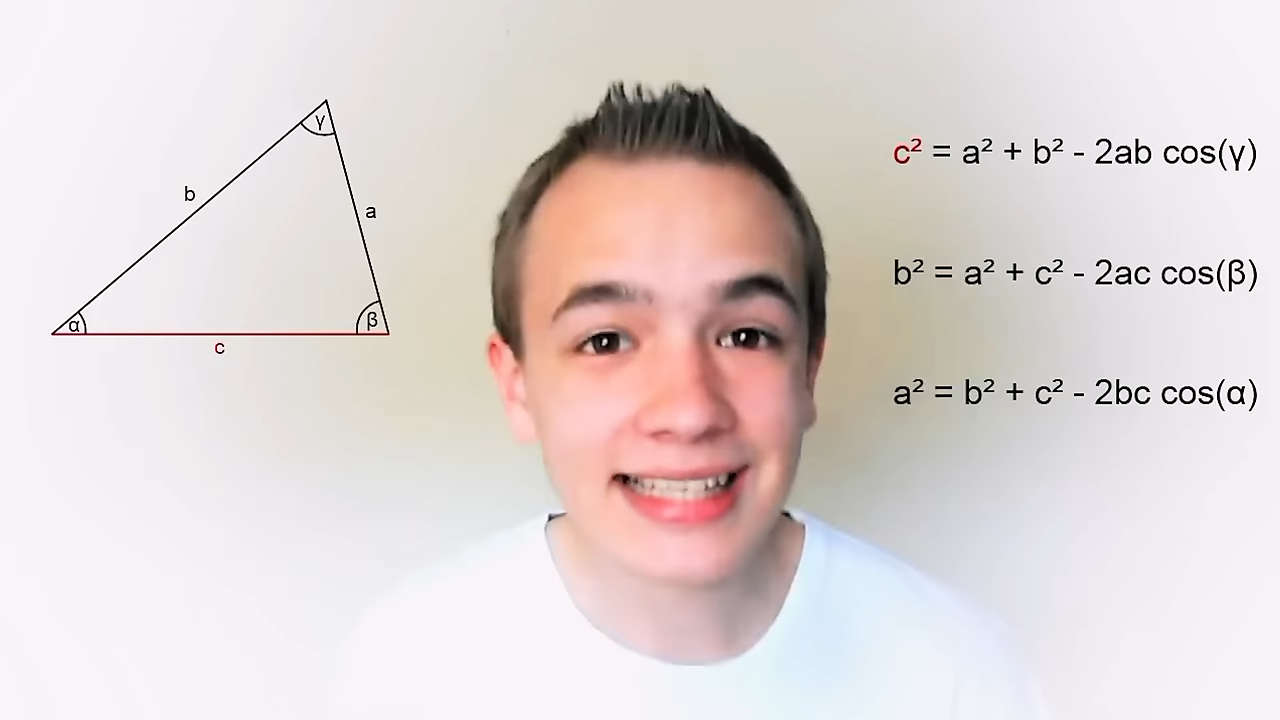 γ
b
a
α
β
c
c² = a² + b² - 2ab cos(γ)
b² = a² + c² - 2ac cos(β)
a² = b² + c² - 2bc cos(α)